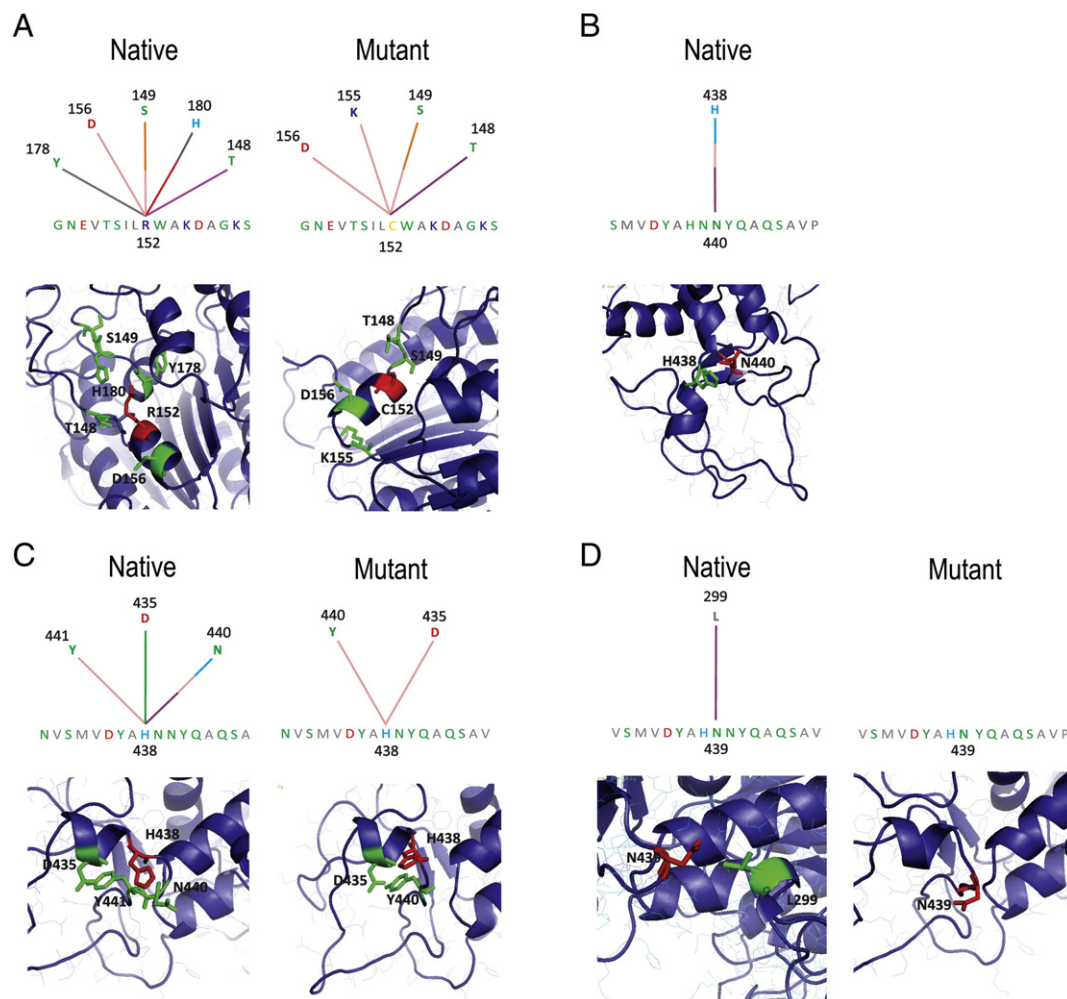 A
Native
Mutant
149
S
156
D
180
H
178
Y
148
T
GNEVTSILRWAKDAGKS
152
155
K
149
S
156
D
148
T
GNEVTSILCWAKDAGKS
152
S149
Y178
H180
R152
T148
D156
T148
S149
D156
C152
K155
B
Native
438
H
SMVDYAHNNYQAQSAVP
440
H438
N440
C
Native
Mutant
435
D
441
Y
440
N
NVSMVDYAHNNYQAQSA
438
440
Y
435
D
NVSMVDYAHNYQAQSAV
438
H438
D435
N440
Y441
H438
D435
Y440
D
Native
Mutant
299
L
VSMVDYAHNNYQAQSAV
439
VSMVDYAHNYQAQSAVP
439
N439
L299
N439